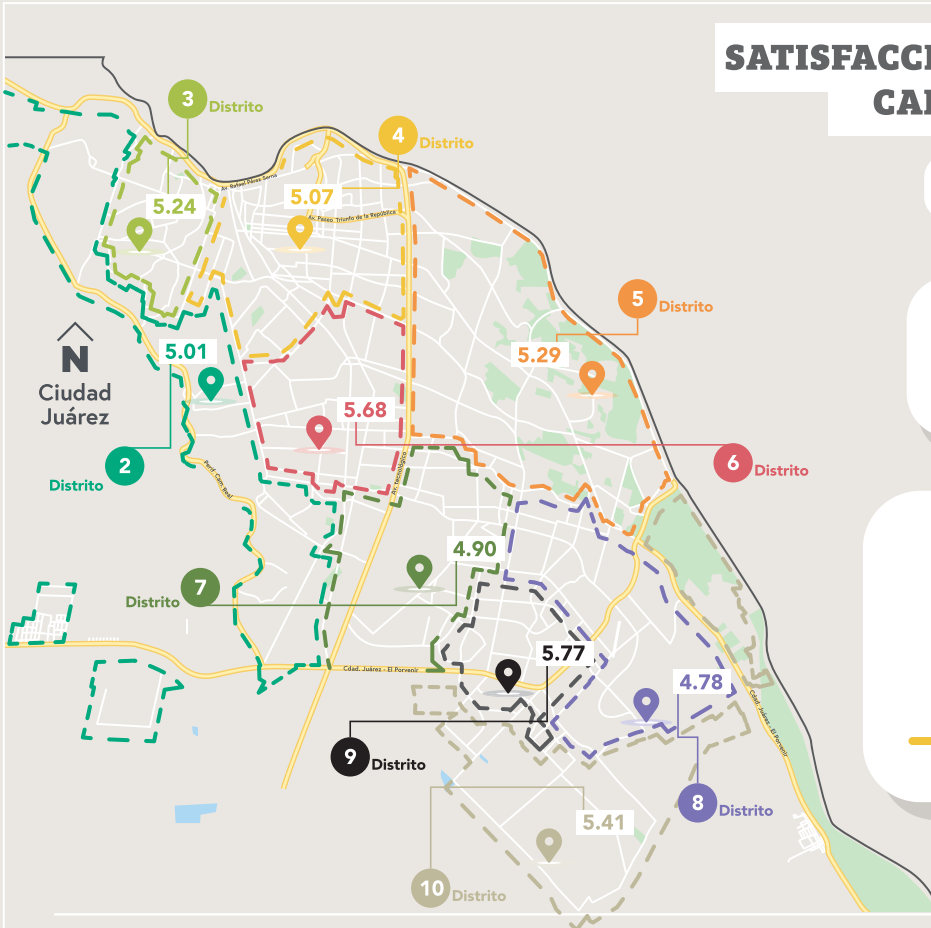 SATISFACCI
CAL
3 Distrito
4 Distrito
Av. Rafael Pérez Serna
5.24
5.07
Av. Paseo Triunfo de la República
5 Distrito
N
Ciudad
Juárez
5.01
5.29
5.68
2
Distrito
6 Distrito
Perif. Cam Real
Av. tecnológico
4.90
7
Distrito
5.77
Cdad. Juárez - El Porvenir
4.78
Cdad. Juárez - El Porvenir
9 Distrito
8 Distrito
5.41
10 Distrito